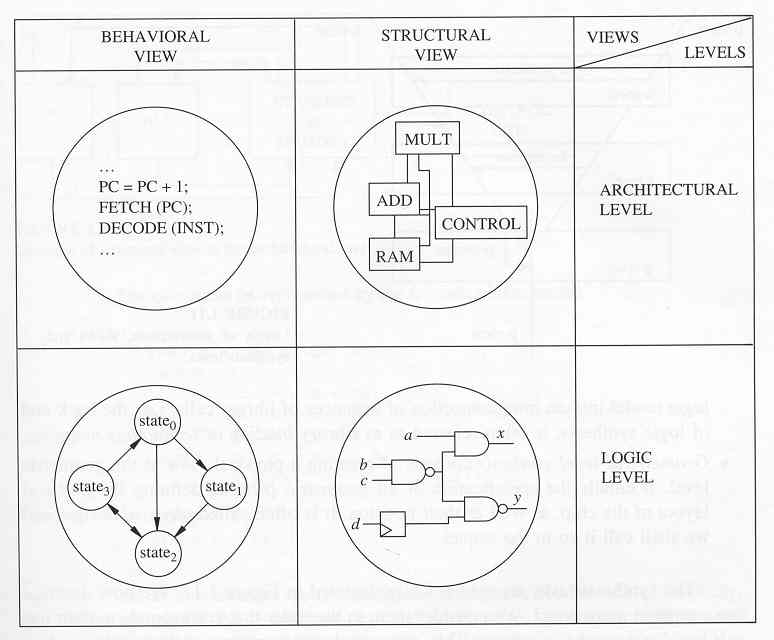 BEHAVIORAL
VIEW
STRUCTURAL
VIEW
VIEWS
LEVELS
...
PC = PC + 1;
FETCH (PC);
DECODE (INST);
...
MULT
ADD
CONTROL
RAM
ARCHITECTURAL
LEVEL
state0
state3
state1
state2
a
x
b
c
y
d
LOGIC
LEVEL